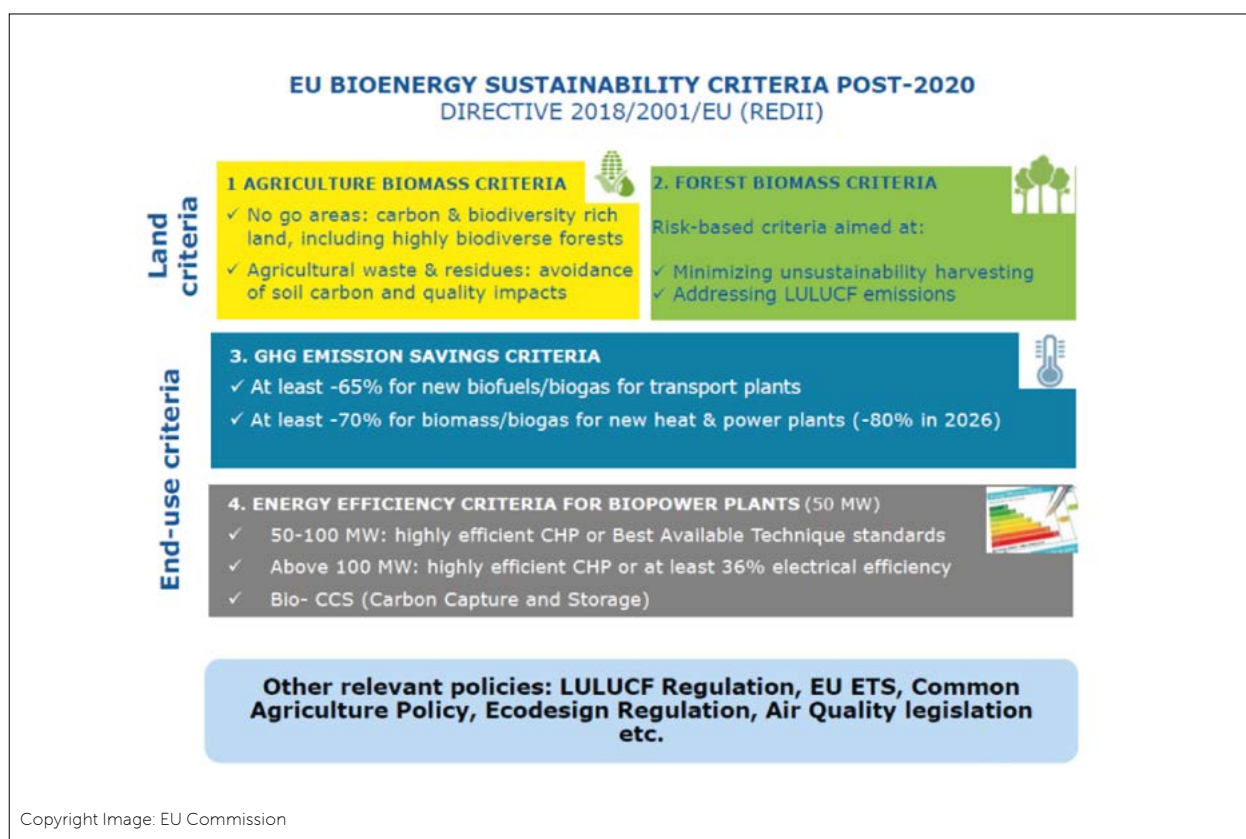 EU BIOENERGY SUSTAINABILITY CRITERIA POST-2020
DIRECTIVE 2018/2001/EU (REDII)
Land
criteria
1 AGRICULTURE BIOMASS CRITERIA
✓ No go areas: carbon & biodiversity rich
land, including highly biodiverse forests
✓ Agricultural waste & residues: avoidance
of soil carbon and quality impacts
2. FOREST BIOMASS CRITERIA
Risk-based criteria aimed at:
✓ Minimizing unsustainability harvesting
✓ Addressing LULUCF emissions
End-use criteria
3. GHG EMISSION SAVINGS CRITERIA
✓ At least -65% for new biofuels/biogas for transport plants
✓ At least -70% for biomass/biogas for new heat & power plants (-80% in 2026)
4. ENERGY EFFICIENCY CRITERIA FOR BIOPOWER PLANTS (50 MW)
✓ 50-100 MW: highly efficient CHP or Best Available Technique standards
✓ Above 100 MW: highly efficient CHP or at least 36% electrical efficiency
✓ Bio- CCS (Carbon Capture and Storage)
Other relevant policies: LULUCF Regulation, EU ETS, Common
Agriculture Policy, Ecodesign Regulation, Air Quality legislation
etc.
Copyright Image: EU Commission